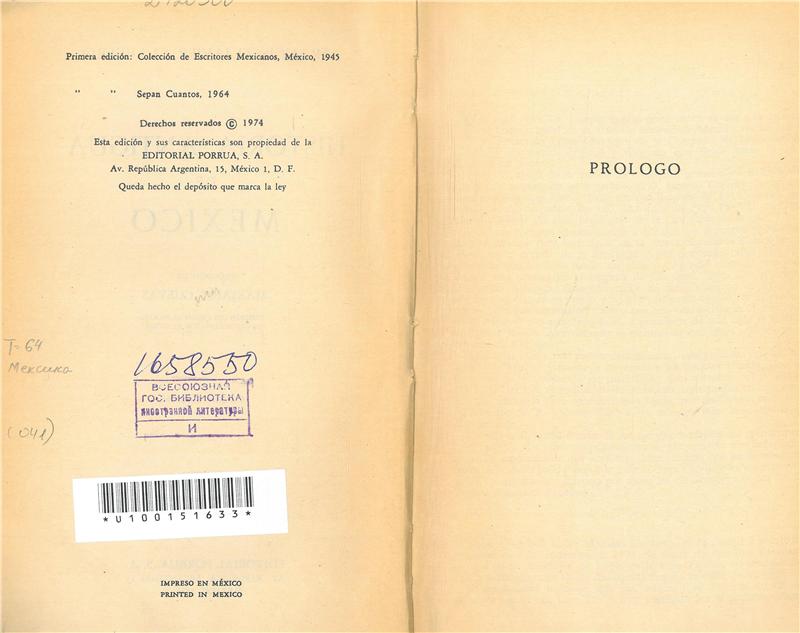 Primera edición: Colección de Escritores Mexicanos, México, 1945
" " Sepan Cuantos, 1964
Derechos reservados © 1974
Esta edición y sus características son propiedad de la
EDITORIAL PORRUA, S. A.
Av. República Argentina, 15, México 1, D. F.
Queda hecho el depósito que marca la ley
MEXICO
T-64
Мексика
(041)
1658550
ВСЕСОЮЗНАЯ
ГОС. БИБЛИОТЕКА
иностранной литературы
И
*U100151633*
IMPRESO EN MÉXICO
PRINTED IN MEXICO
PROLOGO